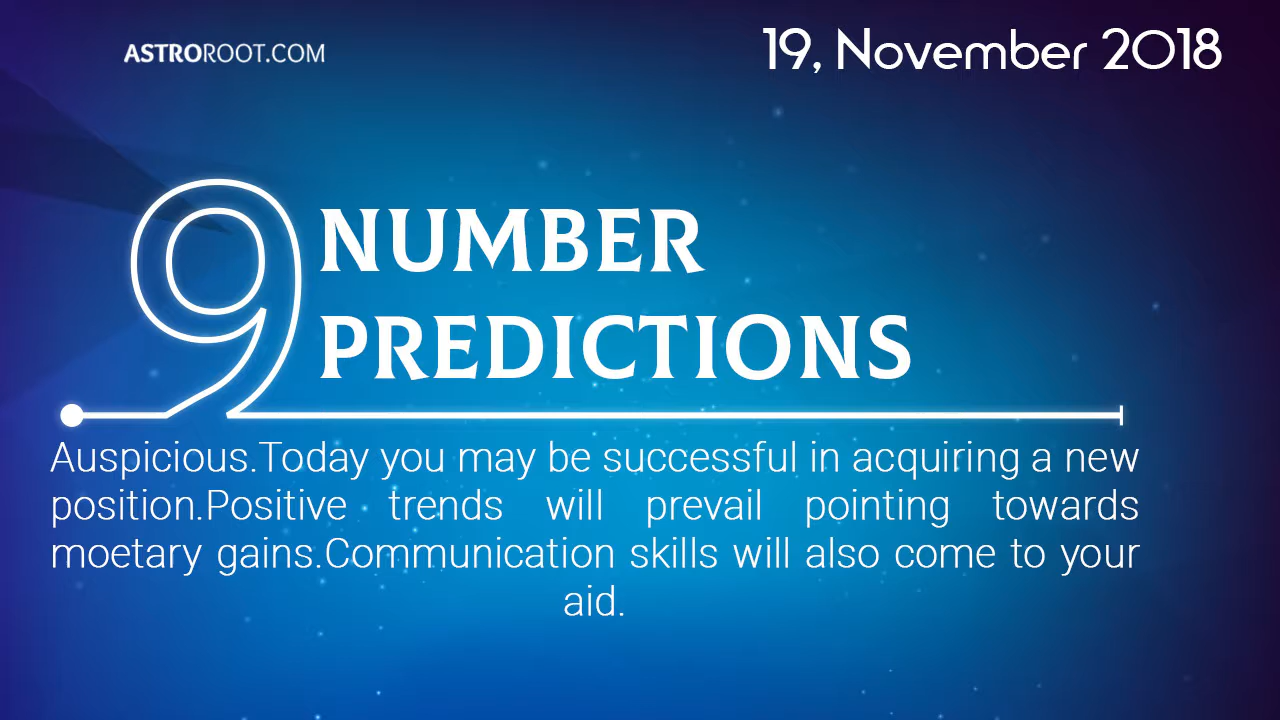 ASTROROOT.COM
19, November 2018
9 NUMBER
PREDICTIONS
Auspicious.Today you may be successful in acquiring a new
position.Positive trends will prevail pointing towards
moetary gains.Communication skills will also come to your
aid.